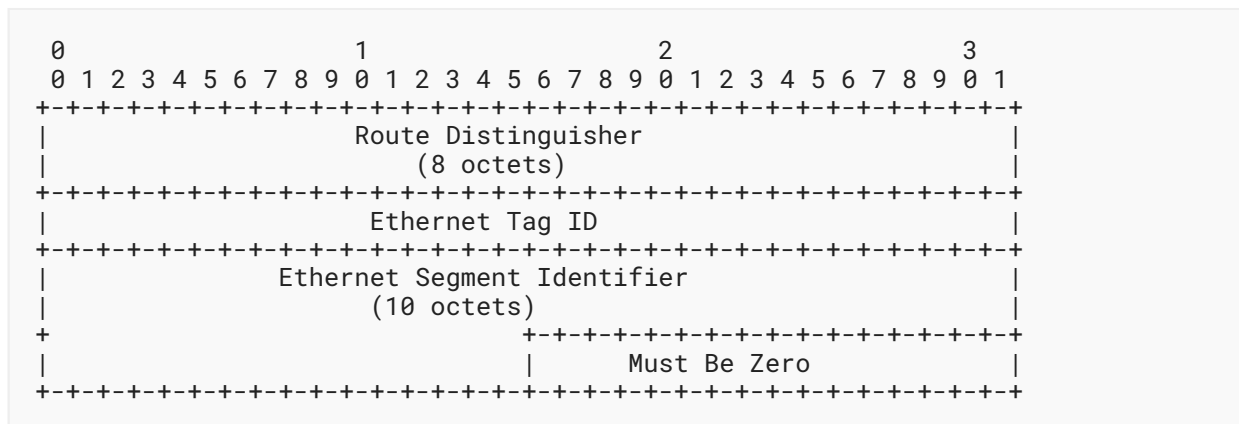 0                   1                   2                   3
 0 1 2 3 4 5 6 7 8 9 0 1 2 3 4 5 6 7 8 9 0 1 2 3 4 5 6 7 8 9 0 1
+-+-+-+-+-+-+-+-+-+-+-+-+-+-+-+-+-+-+-+-+-+-+-+-+-+-+-+-+-+-+-+-+
|                    Route Distinguisher                        |
|                        (8 octets)                             |
+-+-+-+-+-+-+-+-+-+-+-+-+-+-+-+-+-+-+-+-+-+-+-+-+-+-+-+-+-+-+-+-+
|                     Ethernet Tag ID                           |
+-+-+-+-+-+-+-+-+-+-+-+-+-+-+-+-+-+-+-+-+-+-+-+-+-+-+-+-+-+-+-+-+
|               Ethernet Segment Identifier                     |
|                     (10 octets)                               |
+                               +-+-+-+-+-+-+-+-+-+-+-+-+-+-+-+-+
|                               |      Must Be Zero             |
+-+-+-+-+-+-+-+-+-+-+-+-+-+-+-+-+-+-+-+-+-+-+-+-+-+-+-+-+-+-+-+-+